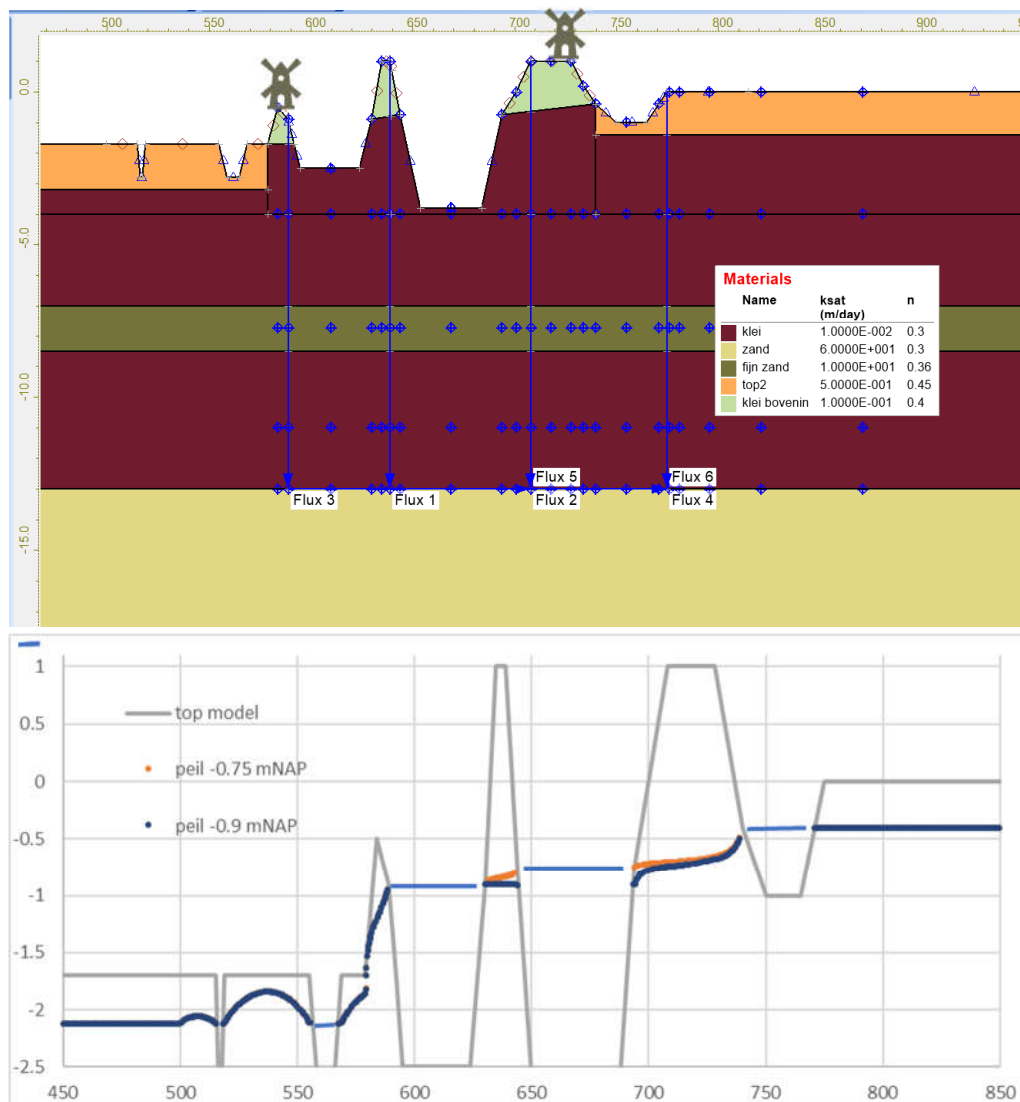 500 550 600 650 700 750 800 850 900
0.0
-5.0
-10.0
-15.0
Materials
Name ksat n
(m/day)
klei 1.0000E-002 0.3
zand 6.0000E+001 0.3
fijn zand 1.0000E+001 0.36
top2 5.0000E-001 0.45
klei bovenin 1.0000E-001 0.4
Flux 5 Flux 6
Flux 3 Flux 1 Flux 2 Flux 4
1
0.5
0
-0.5
-1
-1.5
-2
-2.5
top model
peil -0.75 mNAP
peil -0.9 mNAP
450 500 550 600 650 700 750 800 850